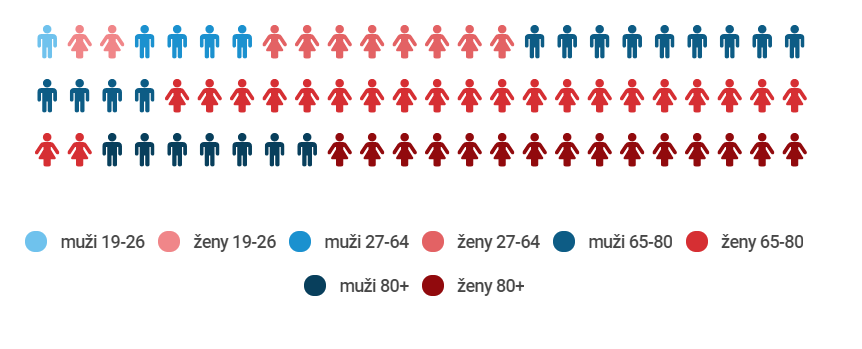 muži 19-26 ženy 19-26 muži 27-64 ženy 27-64 muži 65-80 ženy 65-80
muži 80+ ženy 80+